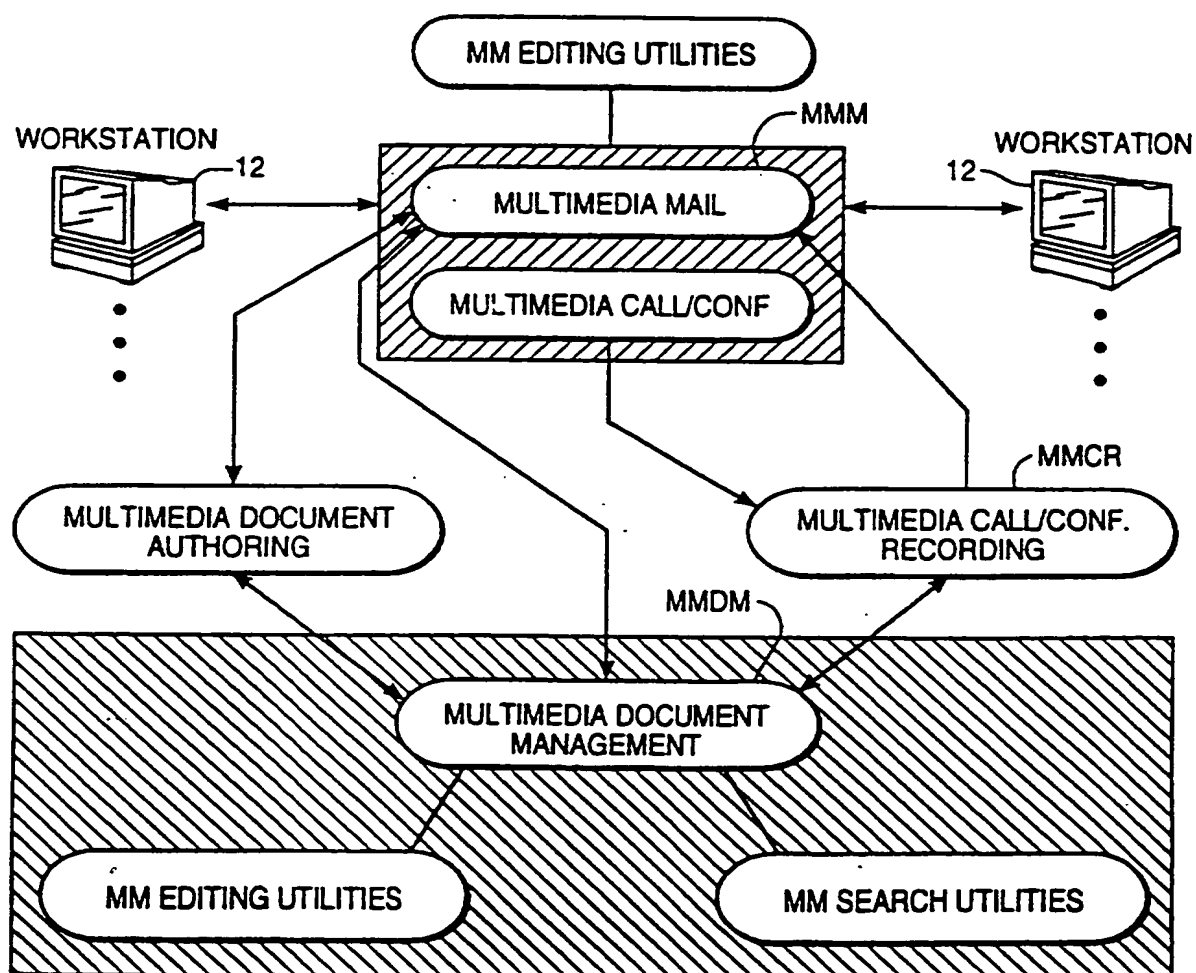 MM EDITING UTILITIES
MMM
WORKSTATION
12
WORKSTATION
12
MULTIMEDIA MAIL
MULTIMEDIA CALL/CONF
MMCR
MULTIMEDIA DOCUMENT
AUTHORING
MULTIMEDIA CALL/CONF.
RECORDING
MMDM
MULTIMEDIA DOCUMENT
MANAGEMENT
MM EDITING UTILITIES
MM SEARCH UTILITIES